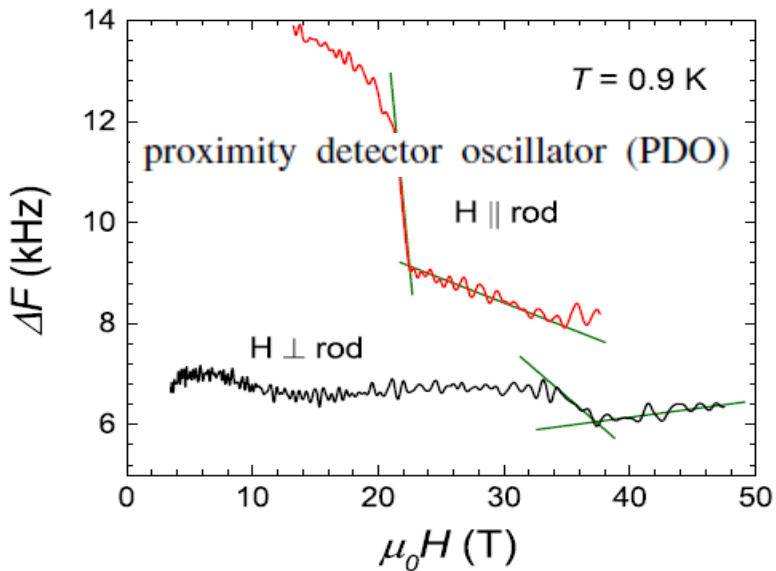 14
T = 0.9 K
12
proximity detector oscillator (PDO)
H || rod
10
ΔF (kHz)
8
H ⊥ rod
6
0 10 20 30 40 50
μ₀H (T)